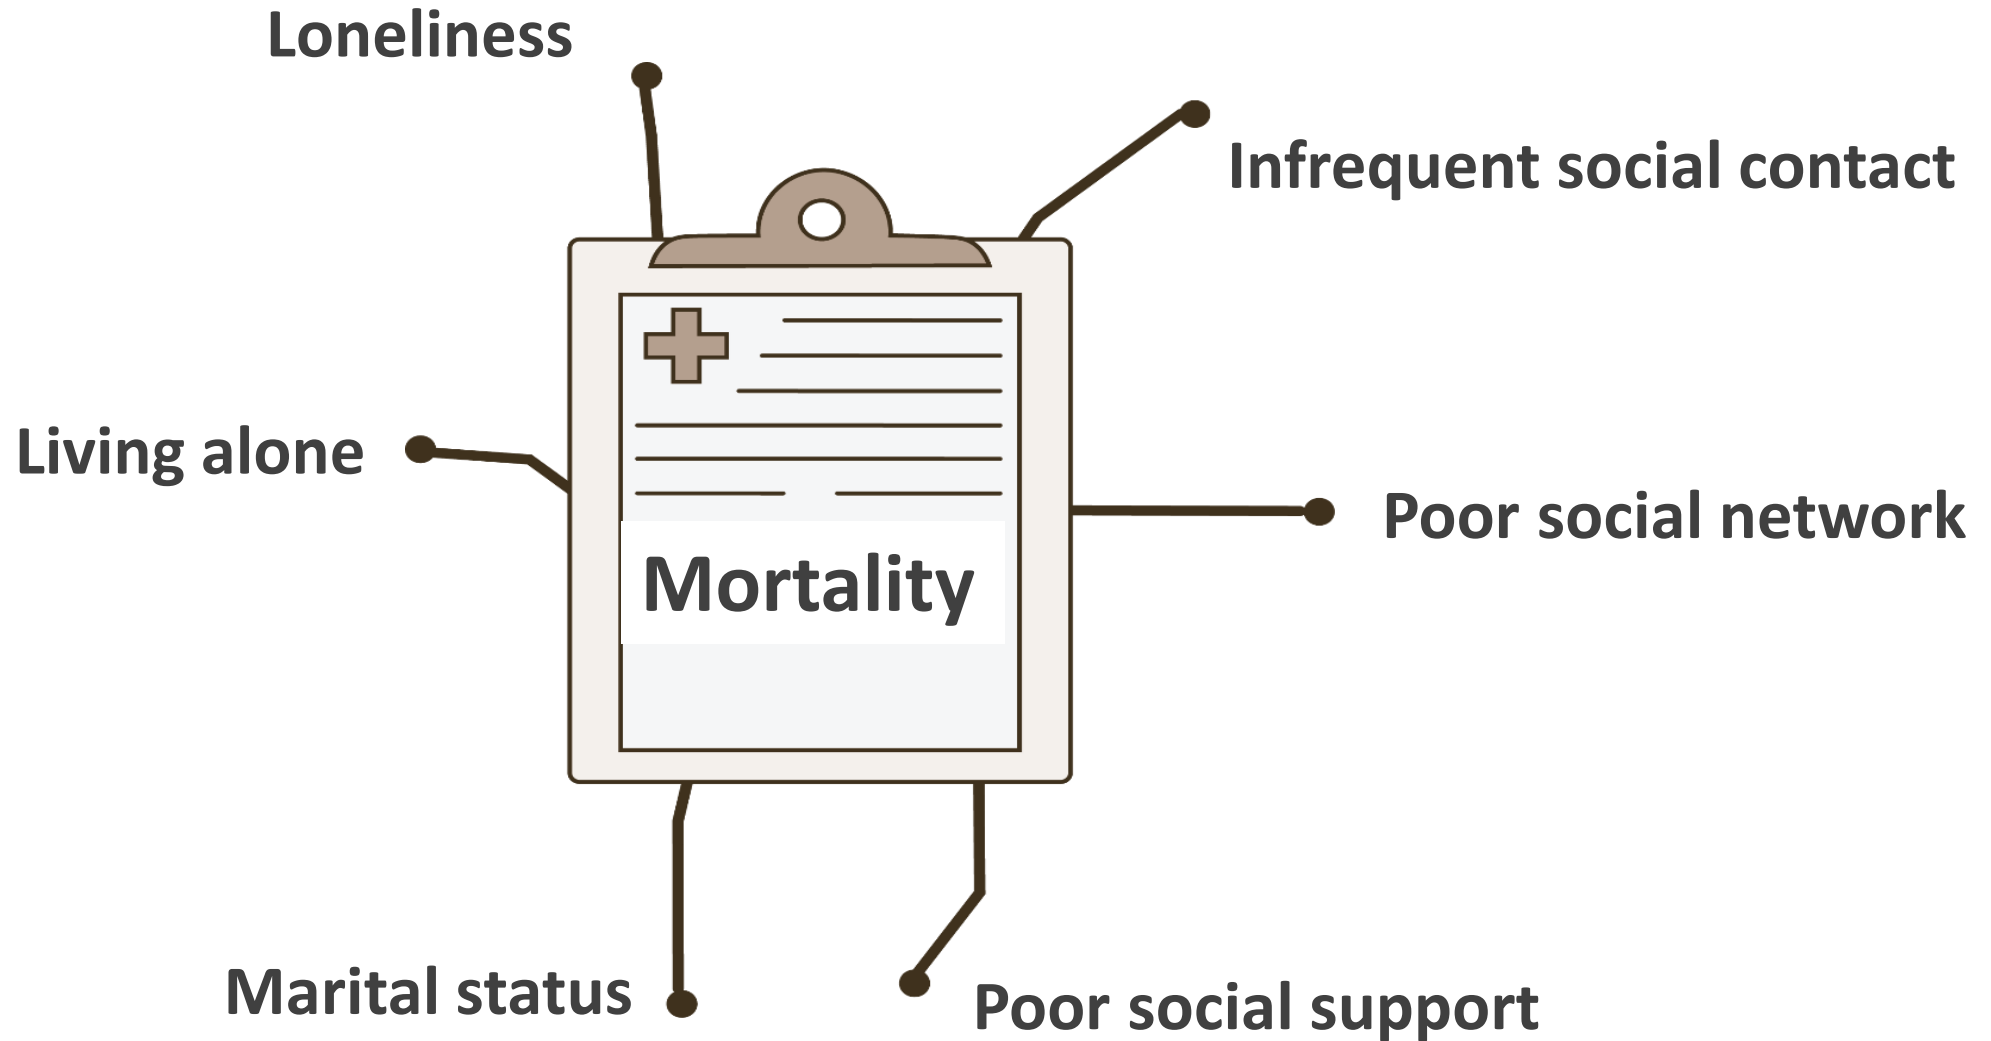 Loneliness
Infrequent social contact
Living alone
Poor social network
Mortality
Marital status
Poor social support